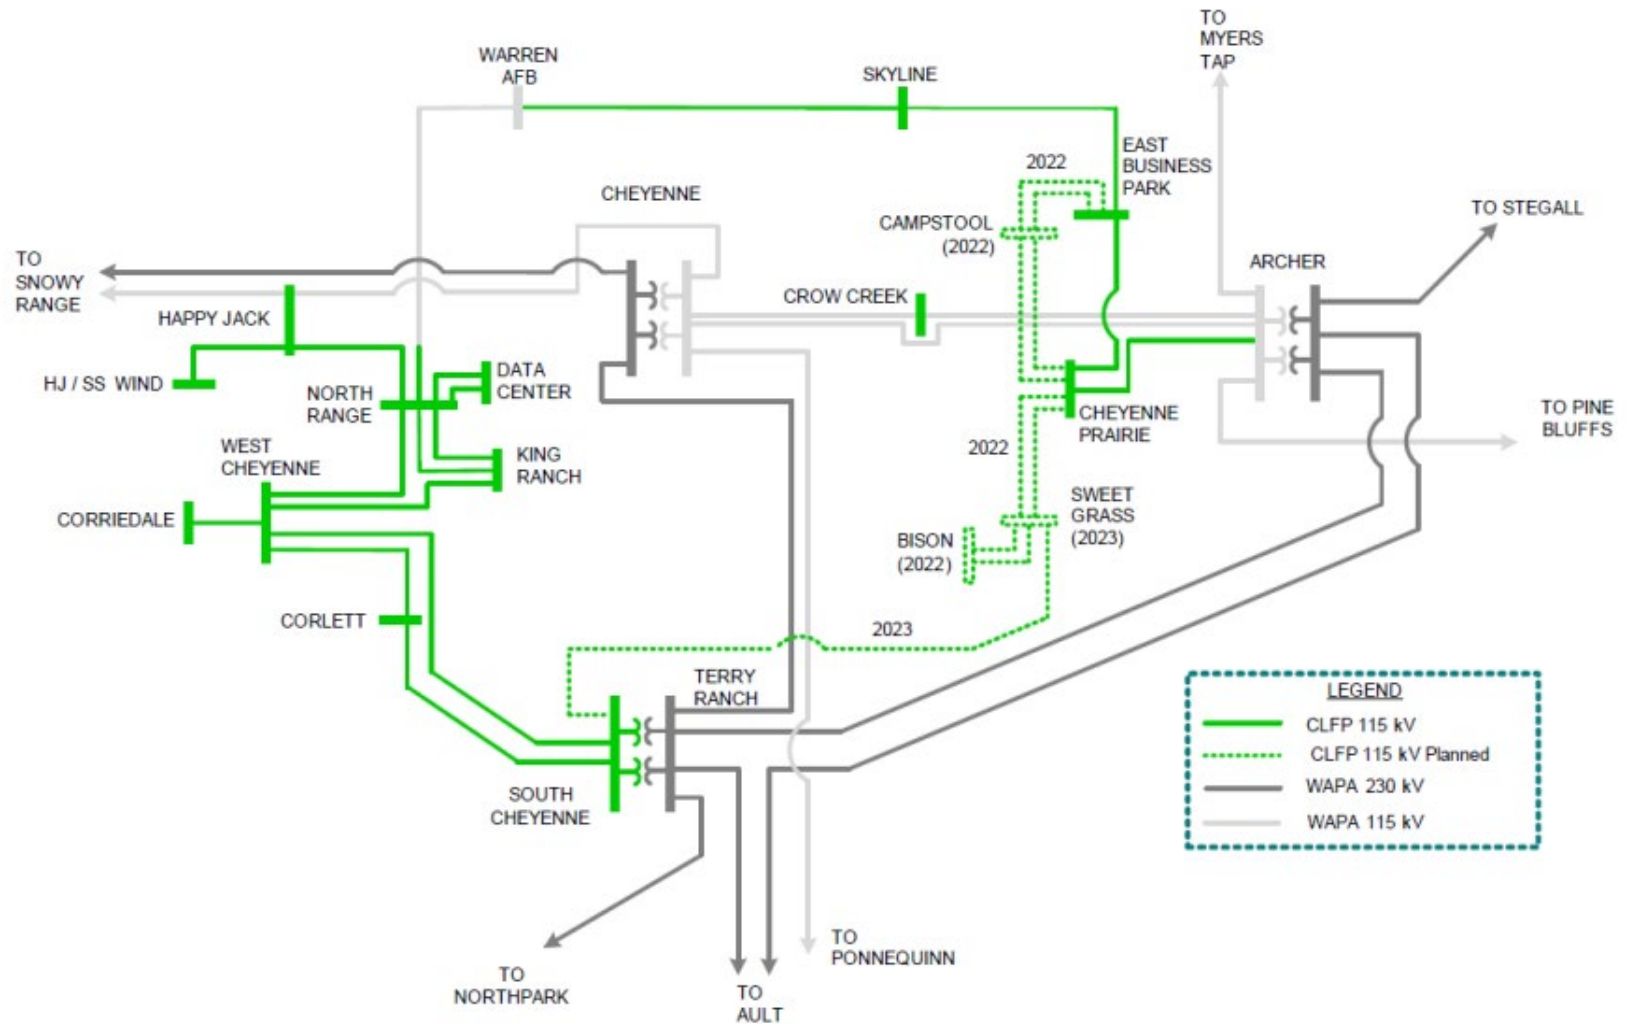 TO
MYERS
TAP
WARREN
AFB
SKYLINE
EAST
BUSINESS
PARK
2022
CHEYENNE
CAMPSTOOL
(2022)
TO STEGALL
TO
SNOWY
RANGE
ARCHER
CROW CREEK
HAPPY JACK
HJ / SS WIND
DATA
CENTER
NORTH
RANGE
CHEYENNE
PRAIRIE
TO PINE
BLUFFS
WEST
CHEYENNE
KING
RANCH
2022
CORRIEDALE
SWEET
GRASS
(2023)
BISON
(2022)
CORLETT
2023
TERRY
RANCH
LEGEND
CLFP 115 kV
CLFP 115 kV Planned
WAPA 230 kV
WAPA 115 kV
SOUTH
CHEYENNE
TO
PONNEQUINN
TO
NORTHPARK
TO
AULT